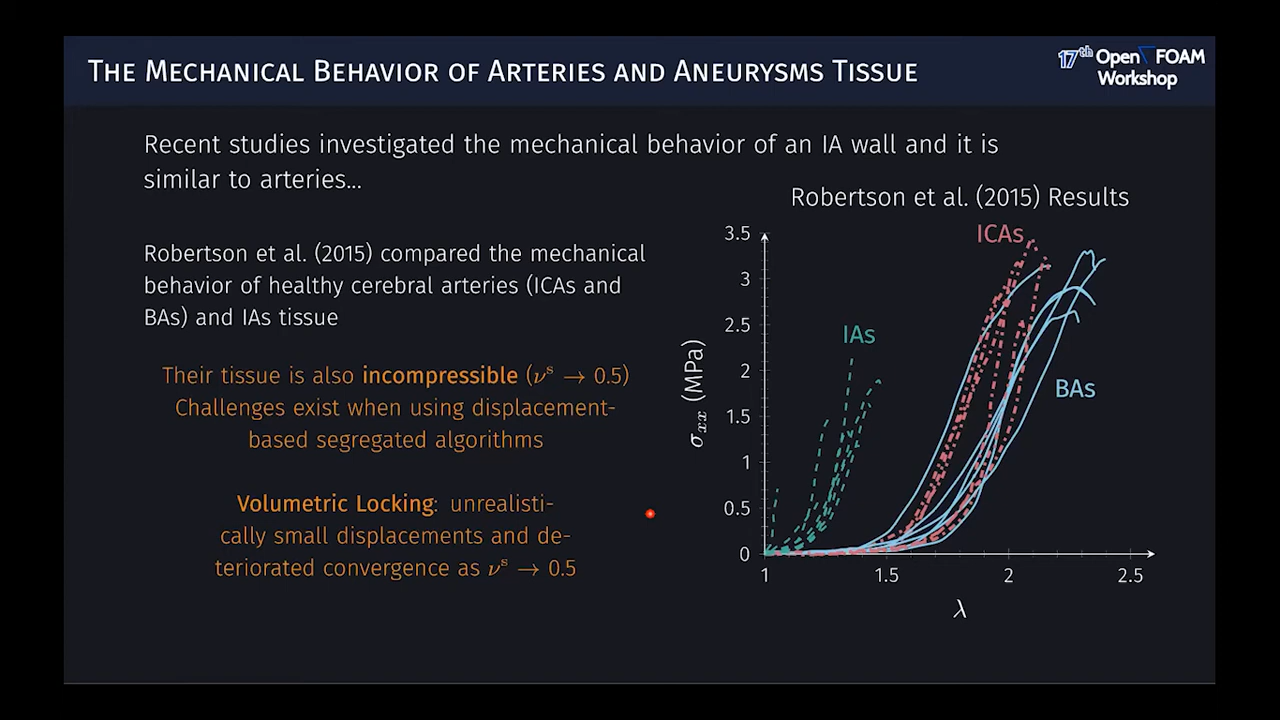 THE MECHANICAL BEHAVIOR OF ARTERIES AND ANEURYSMS TISSUE
17th OpenFOAM
Workshop
Recent studies investigated the mechanical behavior of an IA wall and it is
similar to arteries...
Robertson et al. (2015) compared the mechanical
behavior of healthy cerebral arteries (ICAs and
BAs) and IAs tissue
Their tissue is also incompressible (νˢ → 0.5)
Challenges exist when using displacement-
based segregated algorithms
Volumetric Locking: unrealisti-
cally small displacements and de-
teriorated convergence as νˢ → 0.5
Robertson et al. (2015) Results
ICAs
IAs
BAs
σxx (MPa)
3.5
3
2.5
2
1.5
1
0.5
0
1 1.5 2 2.5
λ